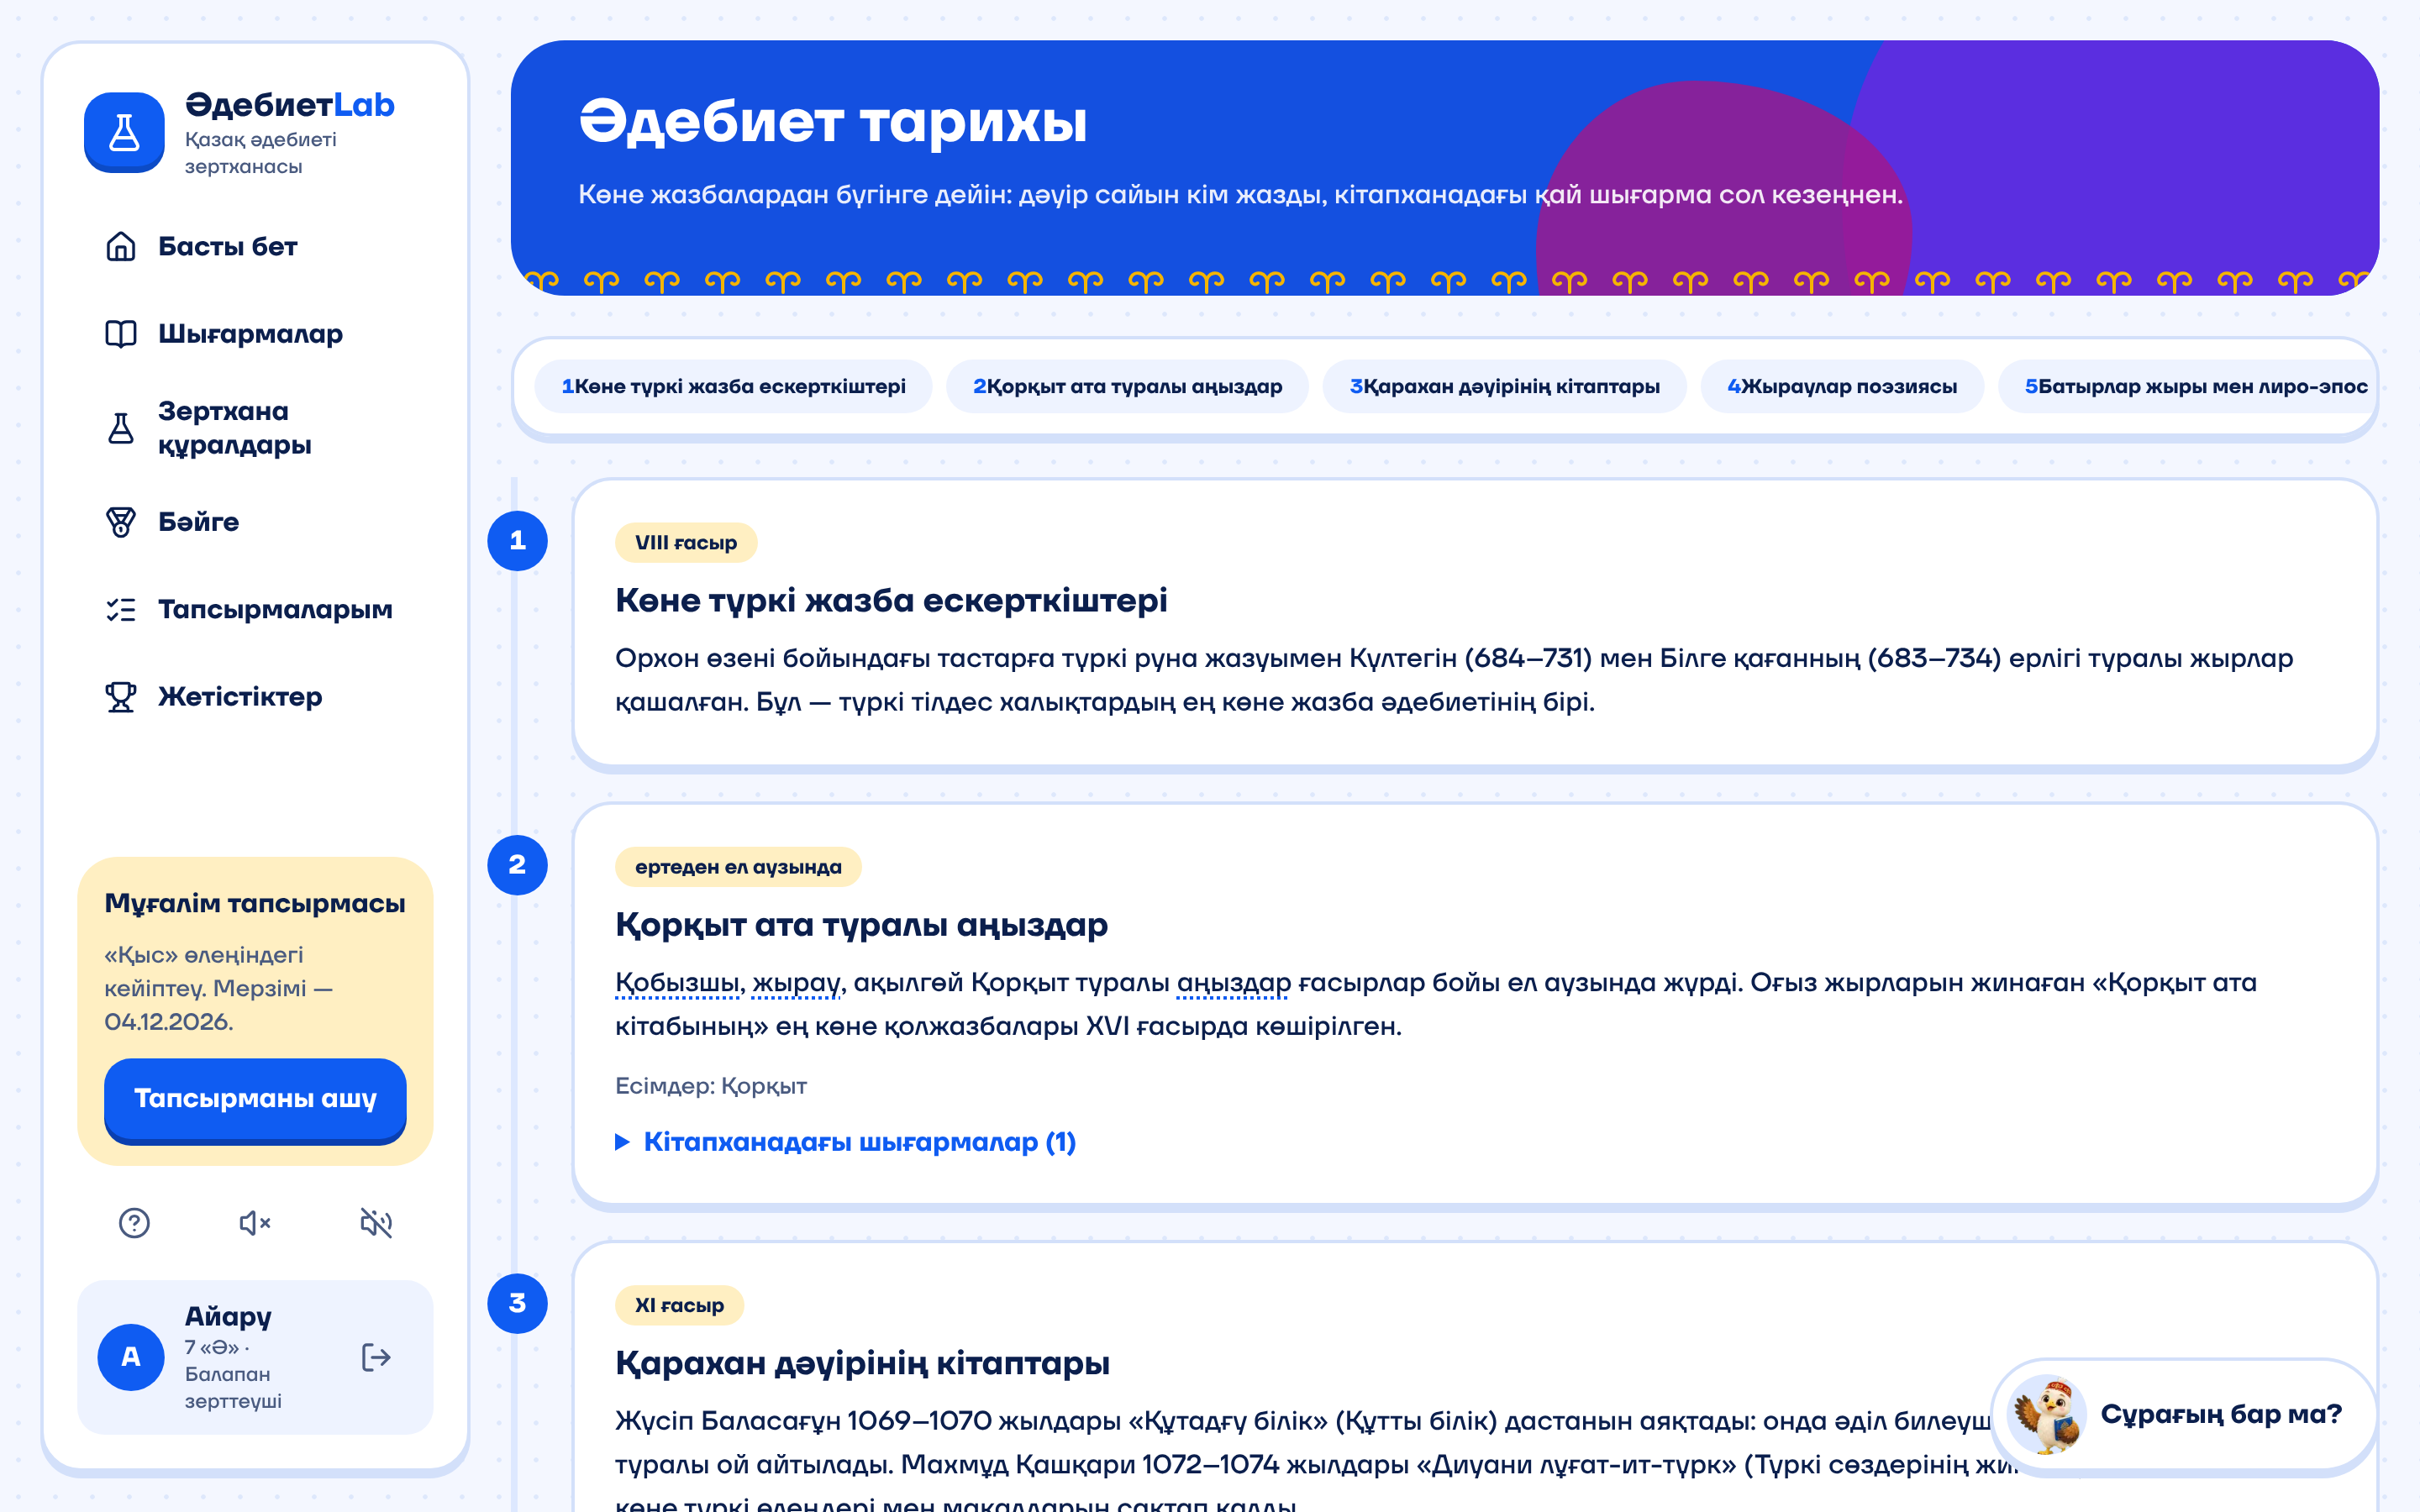 ӘдебиетLab
Қазақ әдебиеті
зертханасы
Басты бет
Шығармалар
Зертхана
құралдары
Бәйге
Тапсырмаларым
Жетістіктер
Мұғалім тапсырмасы
«Қыс» өлеңіндегі
кейіптеу. Мерзімі —
04.12.2026.
Тапсырманы ашу
А
Айару
7 «Ә» ·
Балапан
зерттеуші
Әдебиет тарихы
Көне жазбалардан бүгінге дейін: дәуір сайын кім жазды, кітапханадағы қай шығарма сол кезеңнен.
1Көне түркі жазба ескерткіштері
2Қорқыт ата туралы аңыздар
3Қарахан дәуірінің кітаптары
4Жыраулар поэзиясы
5Батырлар жыры мен лиро-эпос
1
VIII ғасыр
Көне түркі жазба ескерткіштері
Орхон өзені бойындағы тастарға түркі руна жазуымен Күлтегін (684–731) мен Білге қағанның (683–734) ерлігі туралы жырлар
қашалған. Бұл — түркі тілдес халықтардың ең көне жазба әдебиетінің бірі.
2
ертеден ел аузында
Қорқыт ата туралы аңыздар
Қобызшы, жырау, ақылгөй Қорқыт туралы аңыздар ғасырлар бойы ел аузында жүрді. Оғыз жырларын жинаған «Қорқыт ата
кітабының» ең көне қолжазбалары XVI ғасырда көшірілген.
Есімдер: Қорқыт
Кітапханадағы шығармалар (1)
3
XI ғасыр
Қарахан дәуірінің кітаптары
Жүсіп Баласағұн 1069–1070 жылдары «Құтадғу білік» (Құтты білік) дастанын аяқтады: онда әділ
туралы ой айтылады. Махмұд Қашқари 1072–1074 жылдары «Диуани лұғат-ит-түрк» (Түркі сөздерінің
көне түркі өлеңдері мен мақалдарын сақтап қалды.
Сұрағың бар ма?